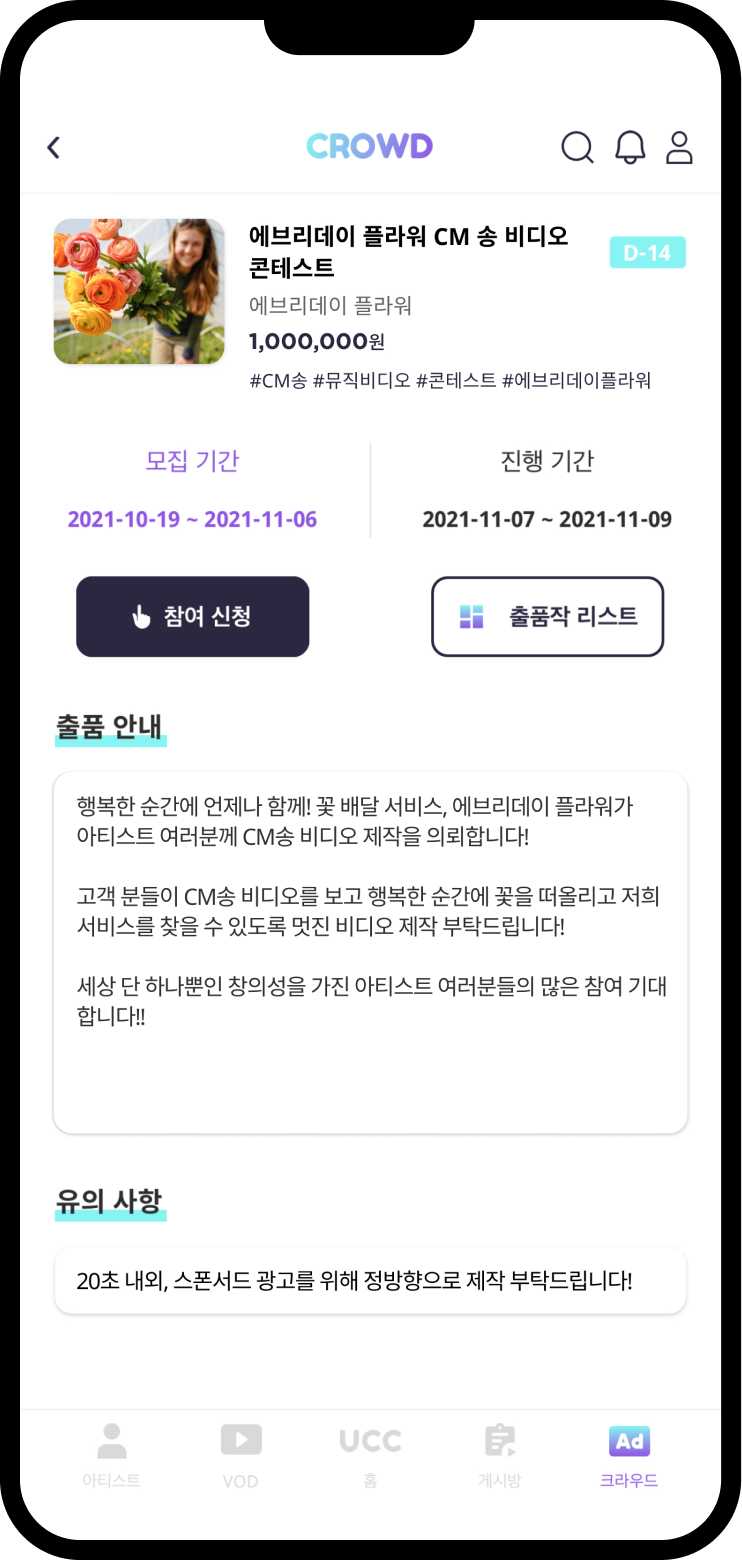 CROWD
에브리데이 플라워 CM 송 비디오
콘테스트
D-14
에브리데이 플라워
1,000,000원
#CM송 #뮤직비디오 #콘테스트 #에브리데이플라워
모집 기간
2021-10-19 ~ 2021-11-06
진행 기간
2021-11-07 ~ 2021-11-09
참여 신청
출품작 리스트
출품 안내
행복한 순간에 언제나 함께! 꽃 배달 서비스, 에브리데이 플라워가
아티스트 여러분께 CM송 비디오 제작을 의뢰합니다!
고객 분들이 CM송 비디오를 보고 행복한 순간에 꽃을 떠올리고 저희
서비스를 찾을 수 있도록 멋진 비디오 제작 부탁드립니다!
세상 단 하나뿐인 창의성을 가진 아티스트 여러분들의 많은 참여 기대
합니다!!
유의 사항
20초 내외, 스폰서드 광고를 위해 정방향으로 제작 부탁드립니다!
UCC
Ad
아티스트
VOD
홈
게시방
크라우드